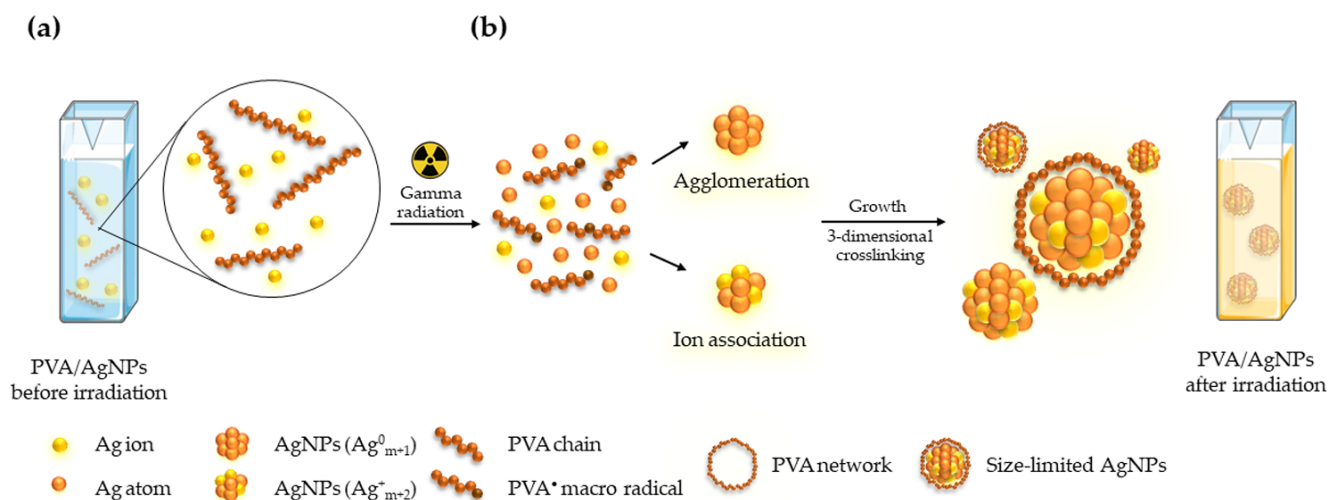 (a)
(b)
Gamma
radiation
Agglomeration
Ion association
Growth
3-dimensional
crosslinking
PVA/AgNPs
before irradiation
PVA/AgNPs
after irradiation
Ag ion
AgNPs (Ag⁰ₘ₊₁)
PVA chain
PVA network
Size-limited AgNPs
Ag atom
AgNPs (Ag⁺ₘ₊₂)
PVA• macro radical